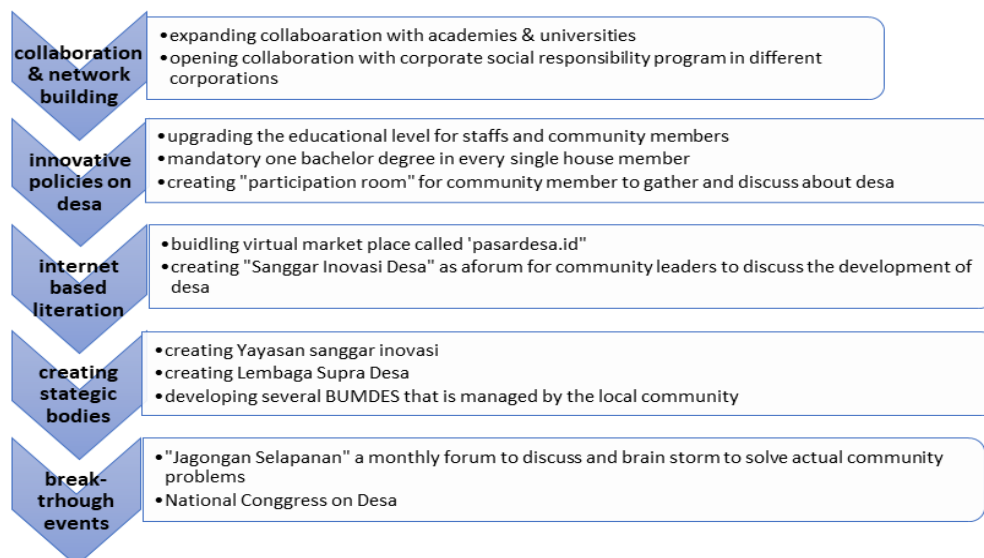 collaboration
& network
building
•expanding collaboaration with academies & universities
•opening collaboration with corporate social responsibility program in different
corporations
innovative
policies on
desa
•upgrading the educational level for staffs and community members
•mandatory one bachelor degree in every single house member
•creating "participation room" for community member to gather and discuss about desa
internet
based
literation
•buidling virtual market place called 'pasardesa.id"
•creating "Sanggar Inovasi Desa" as aforum for community leaders to discuss the development of
desa
creating
stategic
bodies
•creating Yayasan sanggar inovasi
•creating Lembaga Supra Desa
•developing several BUMDES that is managed by the local community
break-
trhough
events
•"Jagongan Selapanan" a monthly forum to discuss and brain storm to solve actual community
problems
•National Conggress on Desa